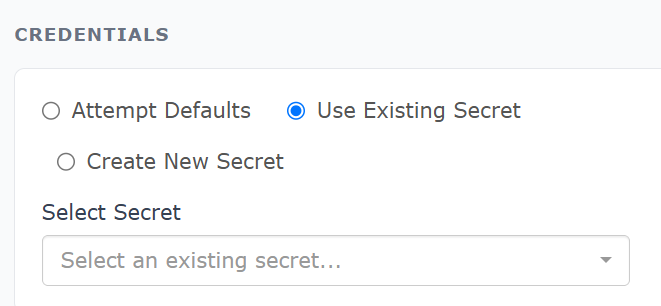 CREDENTIALS
Attempt Defaults Use Existing Secret
Create New Secret
Select Secret
Select an existing secret...